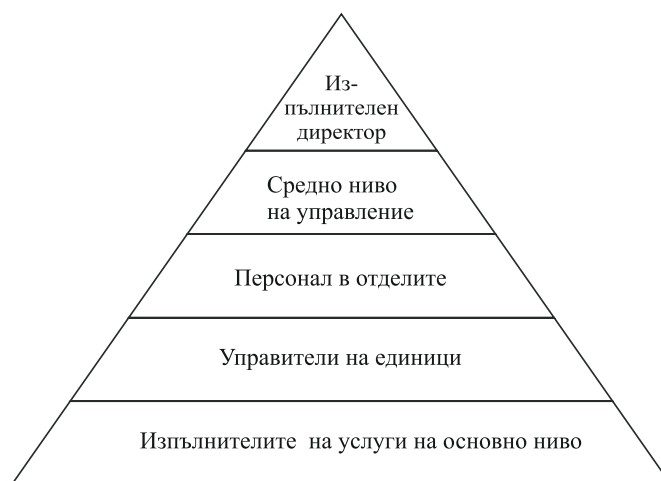 Из-
пълнителен
директор
Средно ниво
на управление
Персонал в отделите
Управители на единици
Изпълнителите на услуги на основно ниво